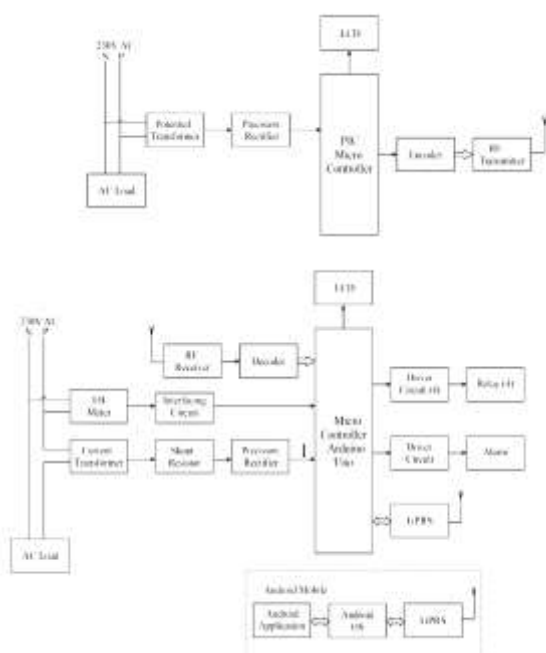 230V AC
N P
LCD
Potential
Transformer
Precision
Rectifier
PIC
Micro
Controller
Encoder
RF
Transmitter
AC Load
LCD
230V AC
N P
RF
Receiver
Decoder
Meter
Interfacing
Circuit
Current
Transformer
Shunt
Resistor
Precision
Rectifier
Micro
Controller
Arduino
Uno
Driver
Circuit (4)
Relay (4)
Driver
Circuit
Alarm
GPRS
AC Load
Android Mobile
Android
Application
Android
OS
GPRS